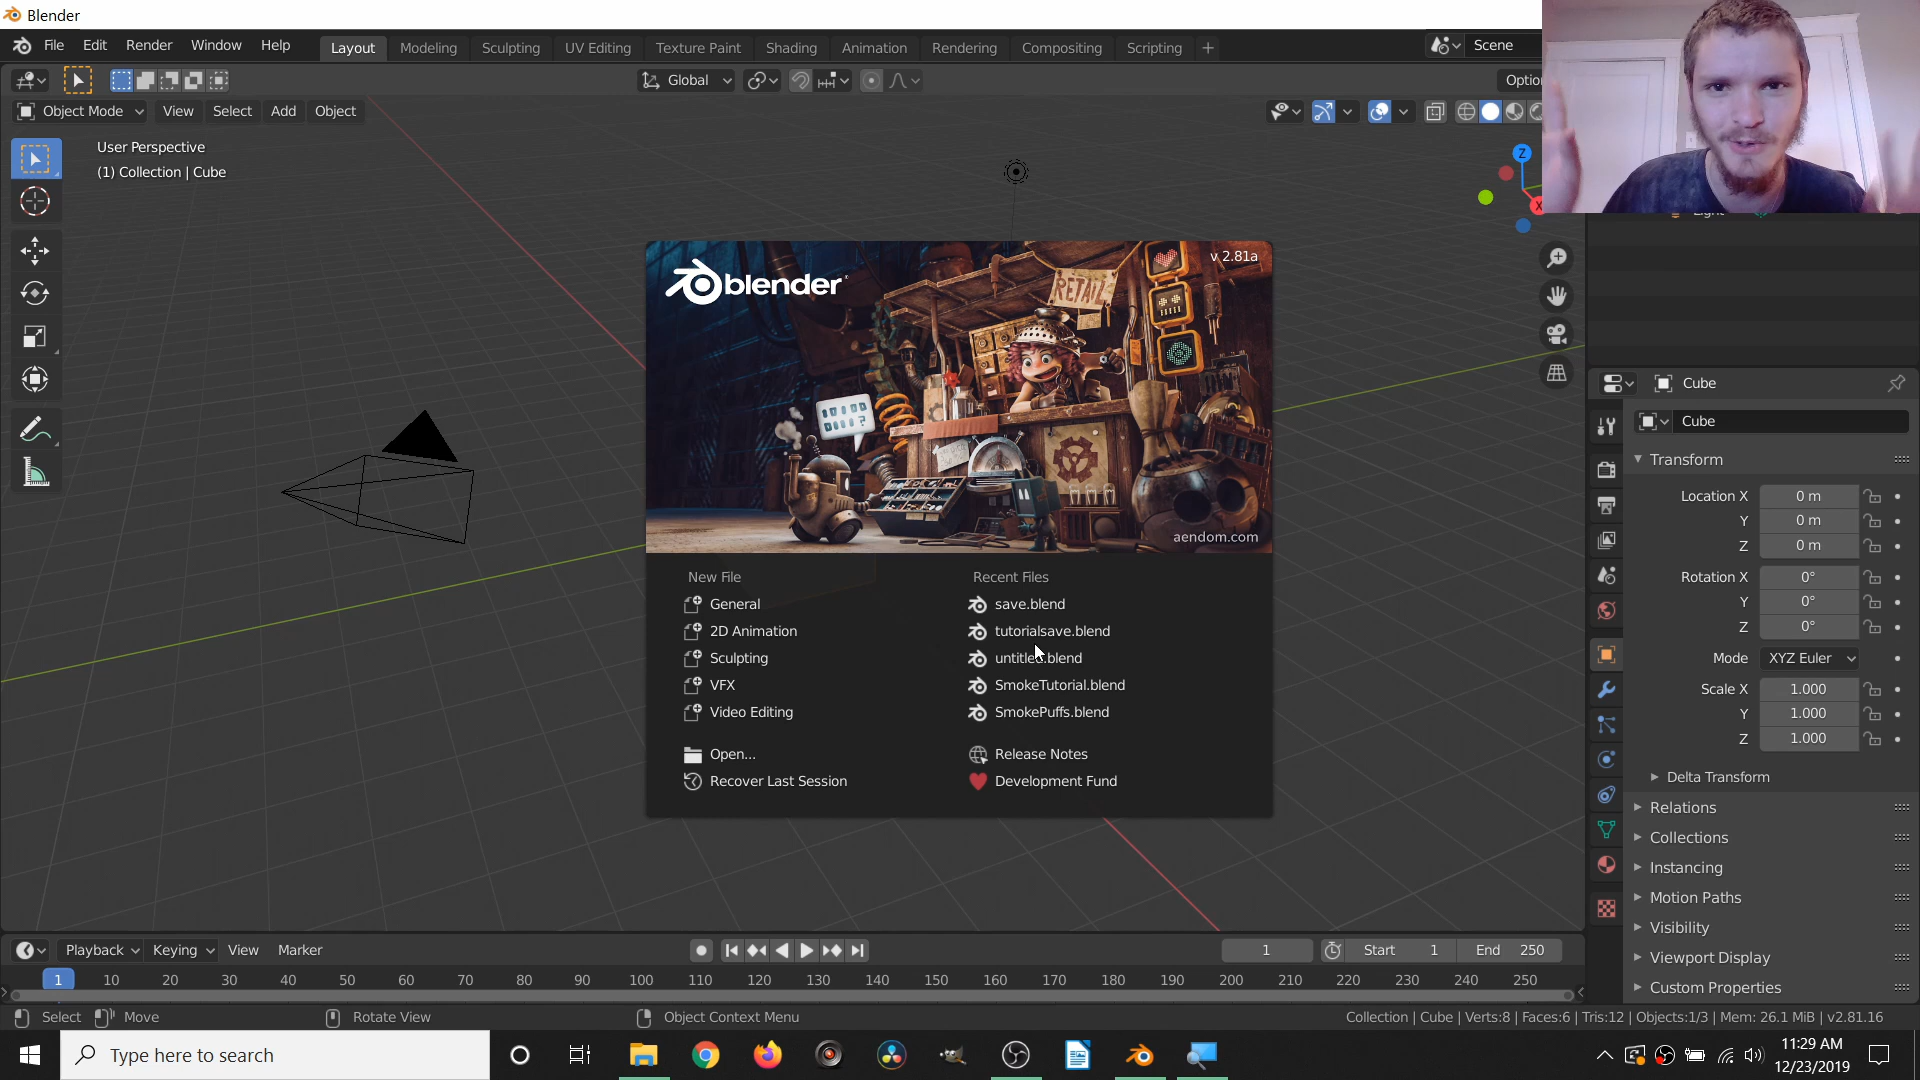 Blender
File Edit Render Window Help
Layout Modeling Sculpting UV Editing Texture Paint Shading Animation Rendering Compositing Scripting +
Scene
Global
Object Mode View Select Add Object
User Perspective
(1) Collection | Cube
Z
X
blender
v 2.81a
RETAIL
aendom.com
New File
General
2D Animation
Sculpting
VFX
Video Editing
Open...
Recover Last Session
Recent Files
save.blend
tutorialsave.blend
untitled.blend
SmokeTutorial.blend
SmokePuffs.blend
Release Notes
Development Fund
Cube
Cube
Transform
Location X 0 m
Y 0 m
Z 0 m
Rotation X 0°
Y 0°
Z 0°
Mode XYZ Euler
Scale X 1.000
Y 1.000
Z 1.000
Delta Transform
Relations
Collections
Instancing
Motion Paths
Visibility
Viewport Display
Custom Properties
Playback Keying View Marker
1 Start 1 End 250
1 10 20 30 40 50 60 70 80 90 100 110 120 130 140 150 160 170 180 190 200 210 220 230 240 250
Select Move Rotate View Object Context Menu
Collection | Cube | Verts:8 | Faces:6 | Tris:12 | Objects:1/3 | Mem: 26.1 MiB | v2.81.16
Type here to search
11:29 AM
12/23/2019